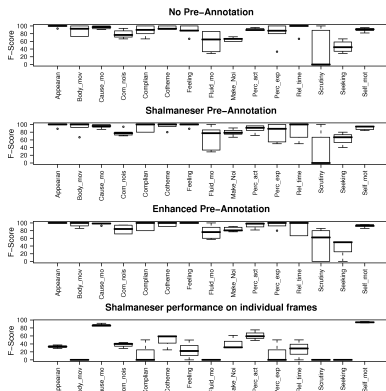 No Pre-Annotation
F-Score
0 20 40 60 80 100
Appearan Body_mov Cause_mo Com_nois Complian Cotheme Feeling Fluid_mo Make_Noi Perc_act Perc_exp Rel_time Scrutiny Seeking Self_mot
Shalmaneser Pre-Annotation
F-Score
0 20 40 60 80 100
Appearan Body_mov Cause_mo Com_nois Complian Cotheme Feeling Fluid_mo Make_Noi Perc_act Perc_exp Rel_time Scrutiny Seeking Self_mot
Enhanced Pre-Annotation
F-Score
0 20 40 60 80 100
Appearan Body_mov Cause_mo Com_nois Complian Cotheme Feeling Fluid_mo Make_Noi Perc_act Perc_exp Rel_time Scrutiny Seeking Self_mot
Shalmaneser performance on individual frames
F-Score
0 20 40 60 80 100